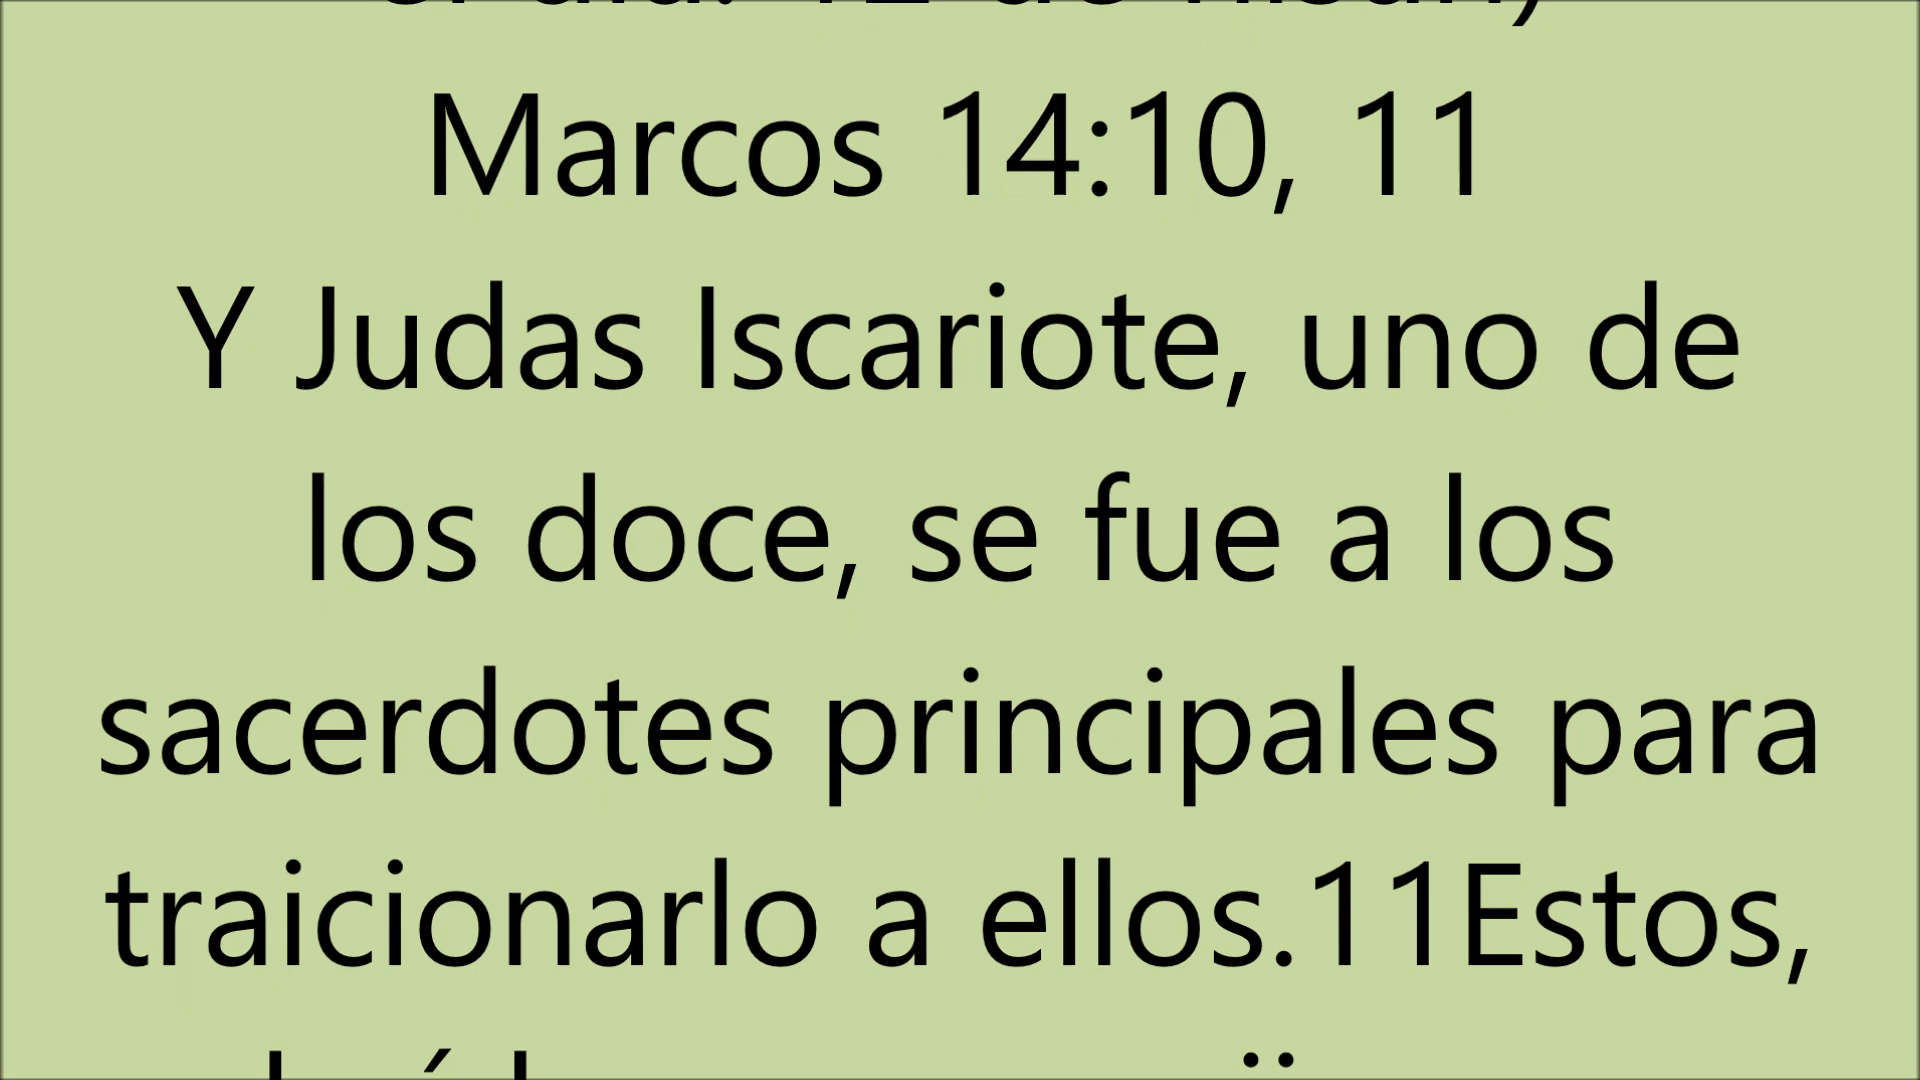 Marcos 14:10, 11
Y Judas Iscariote, uno de
los doce, se fue a los
sacerdotes principales para
traicionarlo a ellos.11Estos,